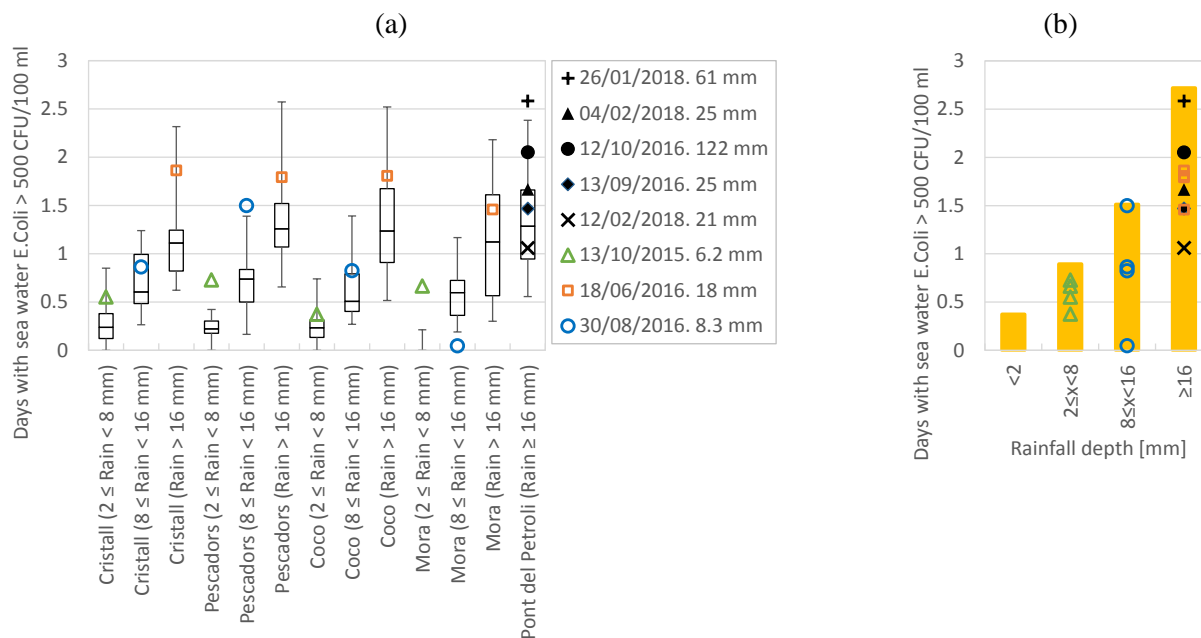 (a)
Days with sea water E.Coli > 500 CFU/100 ml
3
2.5
2
1.5
1
0.5
0
Cristall (2 ≤ Rain < 8 mm)
Cristall (8 ≤ Rain < 16 mm)
Cristall (Rain > 16 mm)
Pescadors (2 ≤ Rain < 8 mm)
Pescadors (8 ≤ Rain < 16 mm)
Pescadors (Rain > 16 mm)
Coco (2 ≤ Rain < 8 mm)
Coco (8 ≤ Rain < 16 mm)
Coco (Rain > 16 mm)
Mora (2 ≤ Rain < 8 mm)
Mora (8 ≤ Rain < 16 mm)
Mora (Rain > 16 mm)
Pont del Petroli (Rain ≥ 16 mm)
26/01/2018. 61 mm
04/02/2018. 25 mm
12/10/2016. 122 mm
13/09/2016. 25 mm
12/02/2018. 21 mm
13/10/2015. 6.2 mm
18/06/2016. 18 mm
30/08/2016. 8.3 mm
(b)
Days with sea water E.Coli > 500 CFU/100 ml
3
2.5
2
1.5
1
0.5
0
<2
2≤x<8
8≤x<16
≥16
Rainfall depth [mm]